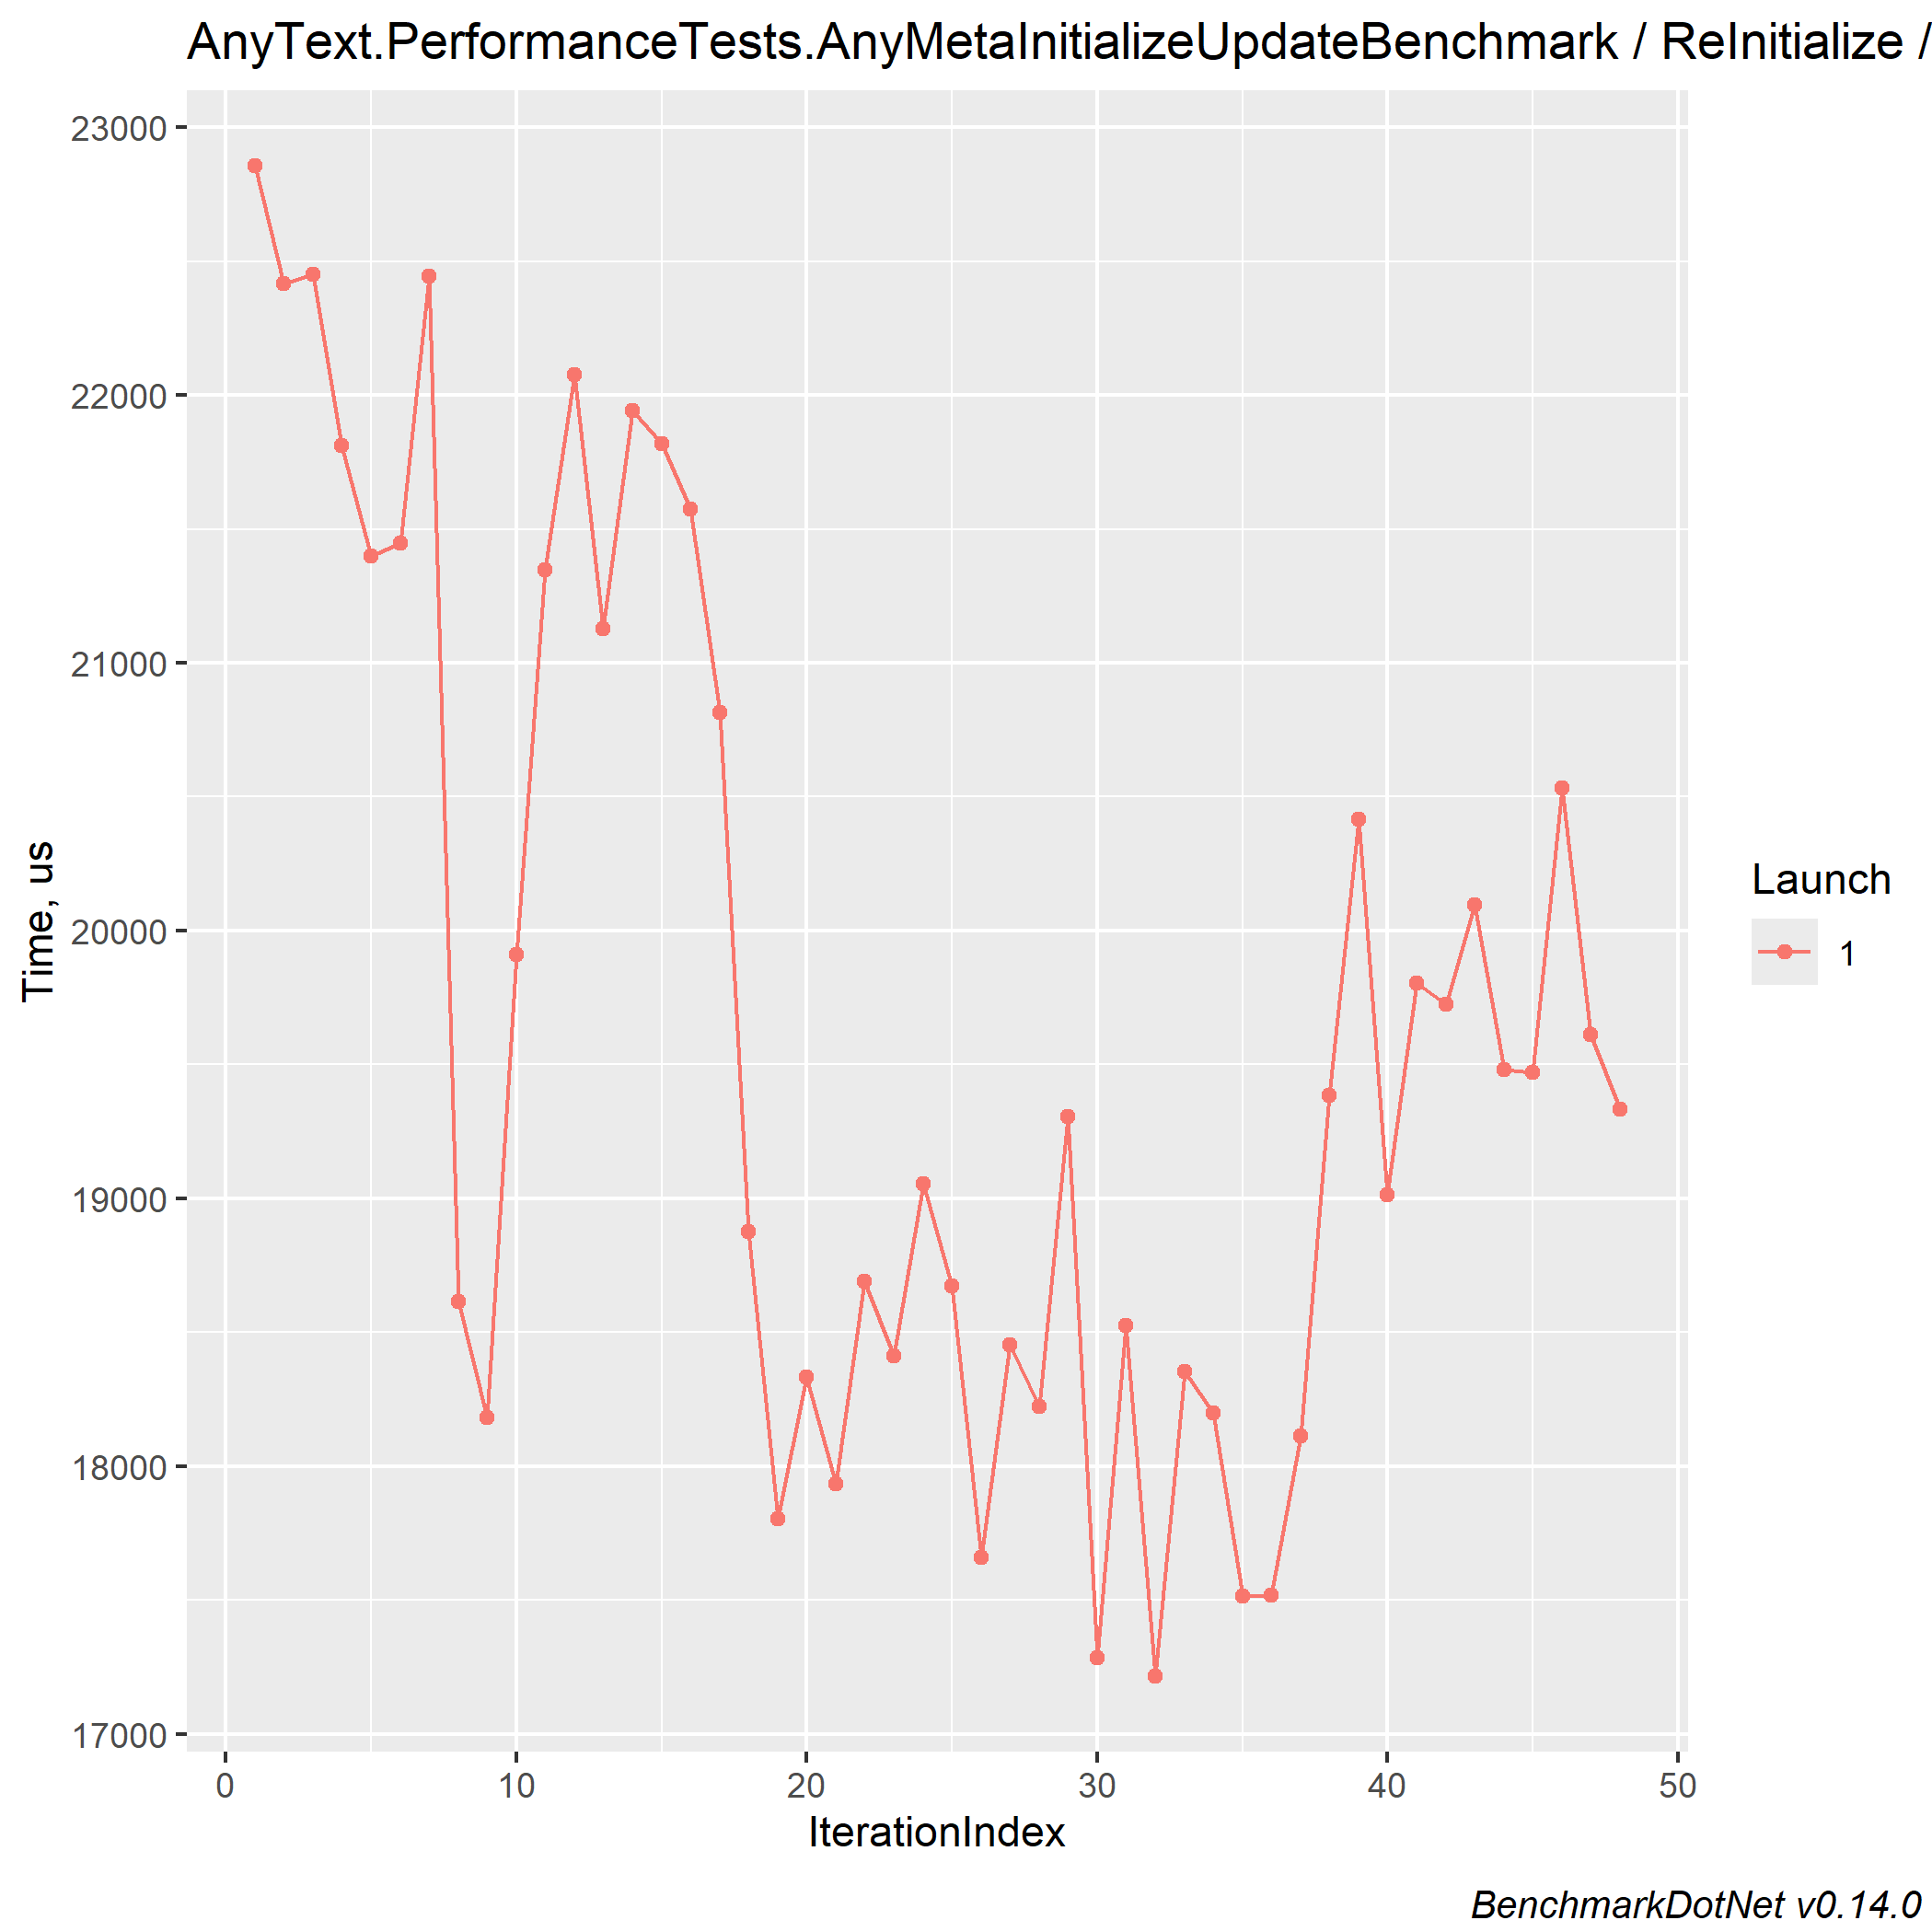 AnyText.PerformanceTests.AnyMetaInitializeUpdateBenchmark / ReInitialize /
23000
22000
21000
20000
19000
18000
17000
Time, us
0 10 20 30 40 50
IterationIndex
Launch
1
BenchmarkDotNet v0.14.0